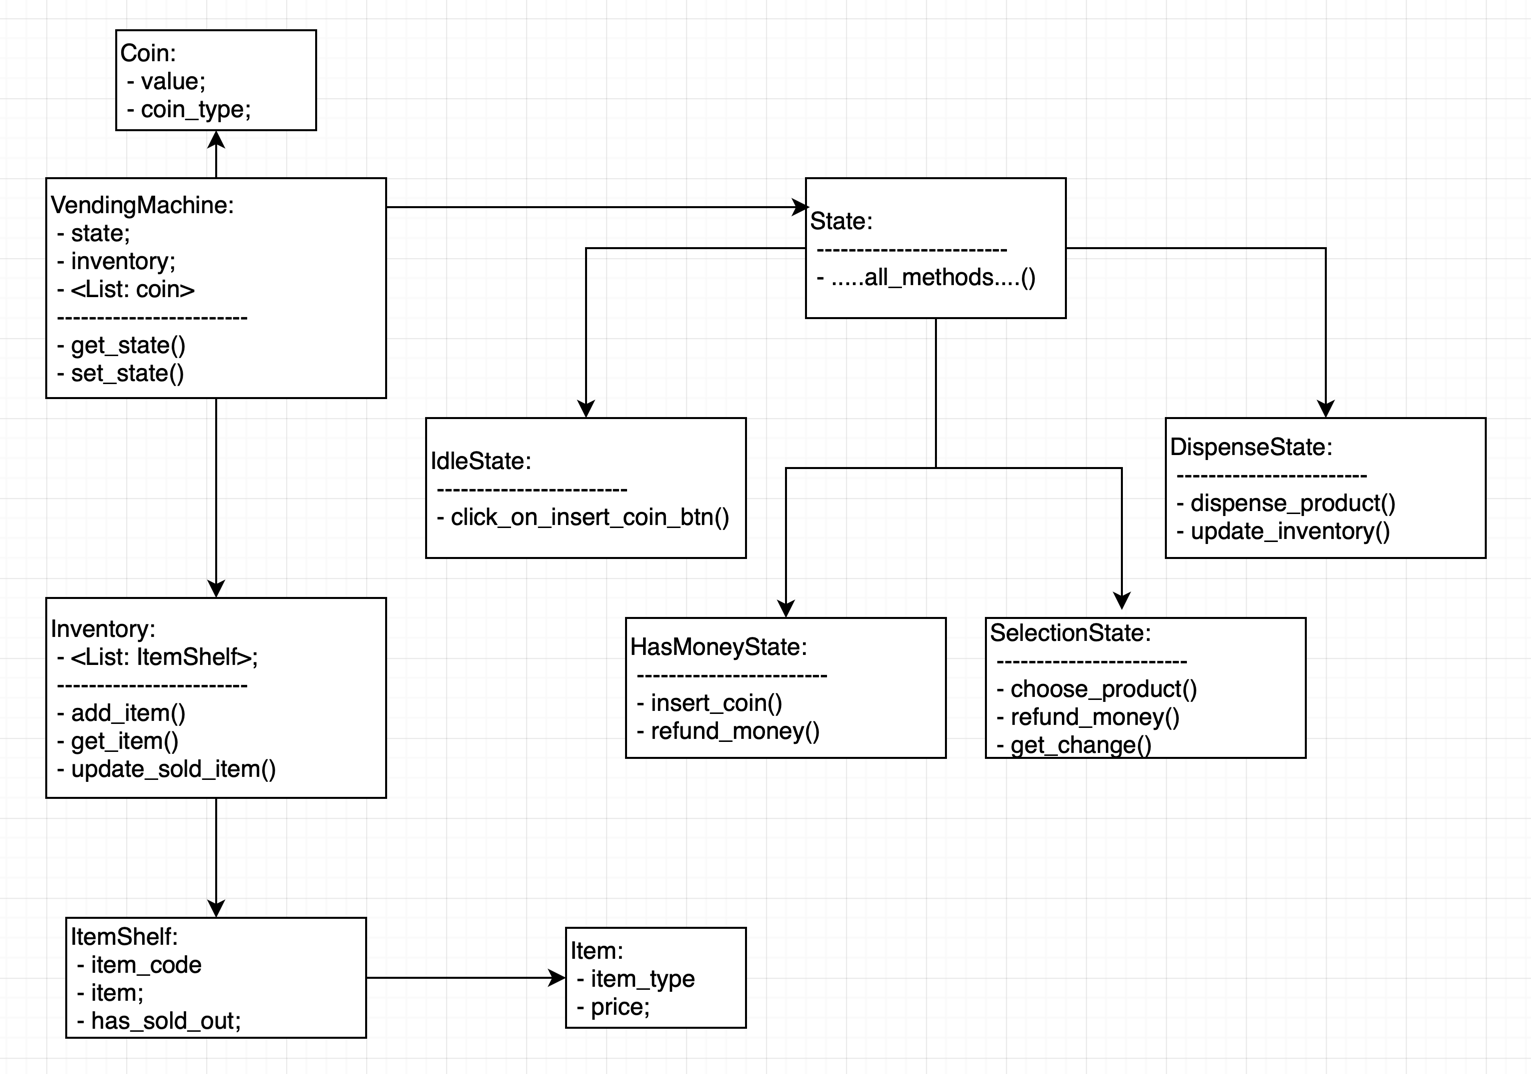 Coin:
- value;
- coin_type;
VendingMachine:
- state;
- inventory;
- <List: coin>
------------------------
- get_state()
- set_state()
State:
------------------------
- .....all_methods....()
IdleState:
------------------------
- click_on_insert_coin_btn()
DispenseState:
------------------------
- dispense_product()
- update_inventory()
Inventory:
- <List: ItemShelf>;
------------------------
- add_item()
- get_item()
- update_sold_item()
HasMoneyState:
------------------------
- insert_coin()
- refund_money()
SelectionState:
------------------------
- choose_product()
- refund_money()
- get_change()
ItemShelf:
- item_code
- item;
- has_sold_out;
Item:
- item_type
- price;